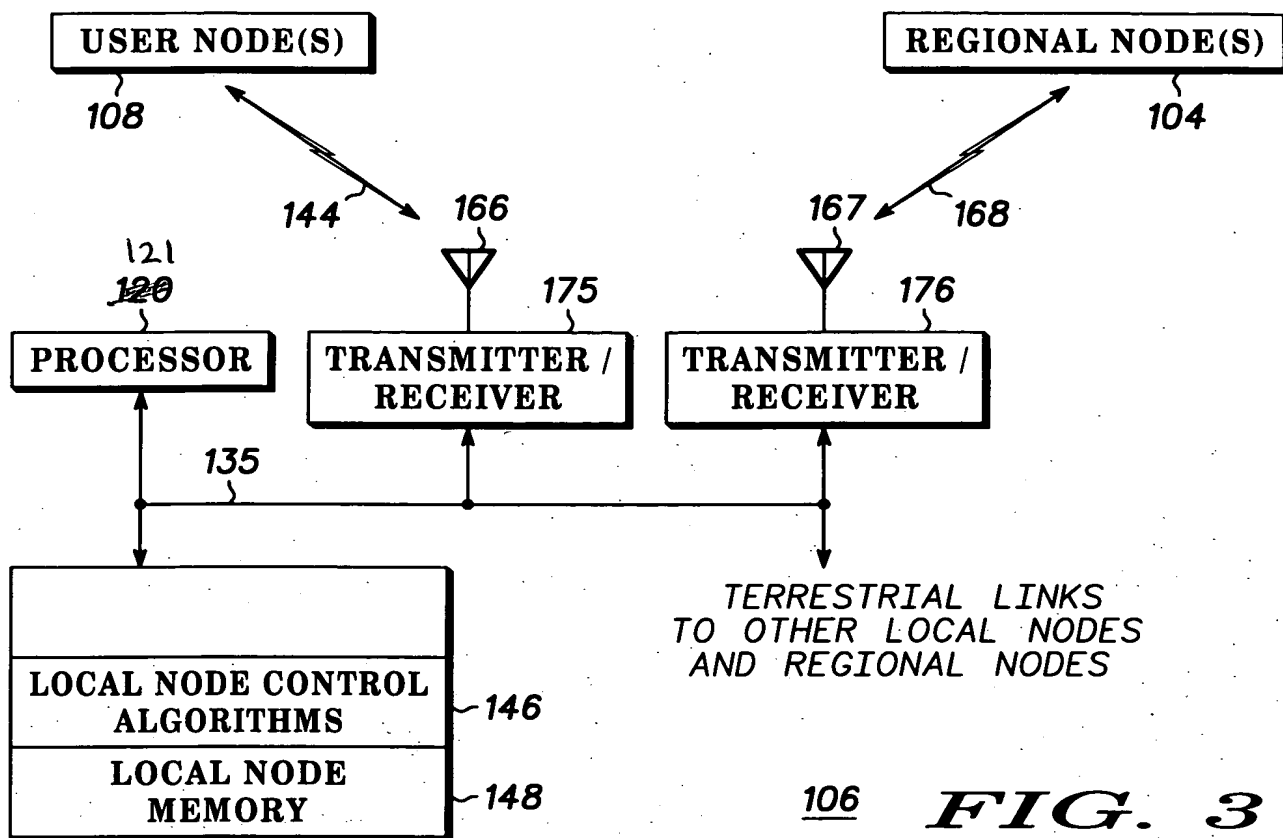 USER NODE(S)
REGIONAL NODE(S)
108
104
144
166
167
168
121
120
175
176
PROCESSOR
TRANSMITTER /
RECEIVER
TRANSMITTER /
RECEIVER
135
TERRESTRIAL LINKS
TO OTHER LOCAL NODES
AND REGIONAL NODES
LOCAL NODE CONTROL
ALGORITHMS
146
LOCAL NODE
MEMORY
148
106
FIG. 3